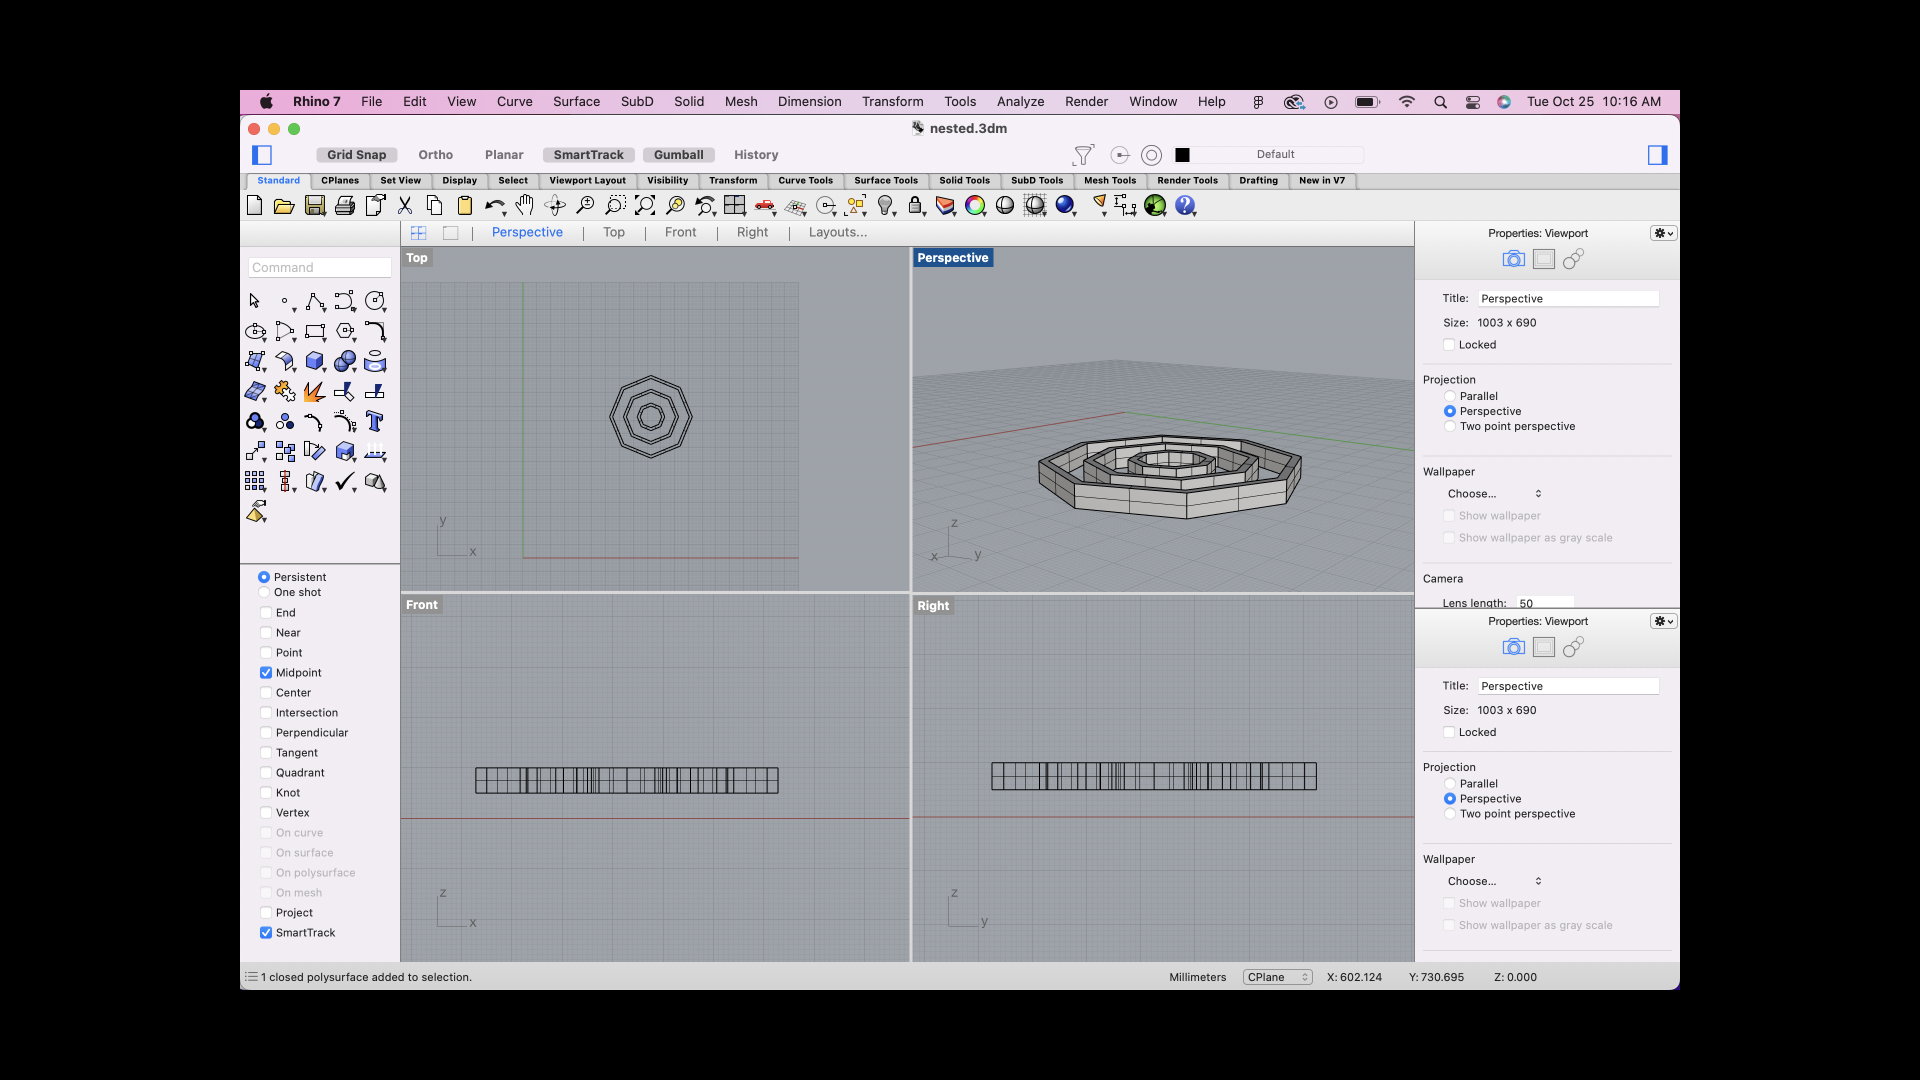 Rhino 7 File Edit View Curve Surface SubD Solid Mesh Dimension Transform Tools Analyze Render Window Help Tue Oct 25 10:16 AM
nested.3dm
Grid Snap Ortho Planar SmartTrack Gumball History Default
Standard CPlanes Set View Display Select Viewport Layout Visibility Transform Curve Tools Surface Tools Solid Tools SubD Tools Mesh Tools Render Tools Drafting New in V7
Perspective Top Front Right Layouts...
Command
Top
y
x
Perspective
z
x y
Front
z
x
Right
z
y
Persistent
One shot
End
Near
Point
Midpoint
Center
Intersection
Perpendicular
Tangent
Quadrant
Knot
Vertex
On curve
On surface
On polysurface
On mesh
Project
SmartTrack
Properties: Viewport
Title: Perspective
Size: 1003 x 690
Locked
Projection
Parallel
Perspective
Two point perspective
Wallpaper
Choose...
Show wallpaper
Show wallpaper as gray scale
Camera
Lens length: 50
Properties: Viewport
Title: Perspective
Size: 1003 x 690
Locked
Projection
Parallel
Perspective
Two point perspective
Wallpaper
Choose...
Show wallpaper
Show wallpaper as gray scale
1 closed polysurface added to selection. Millimeters CPlane X: 602.124 Y: 730.695 Z: 0.000